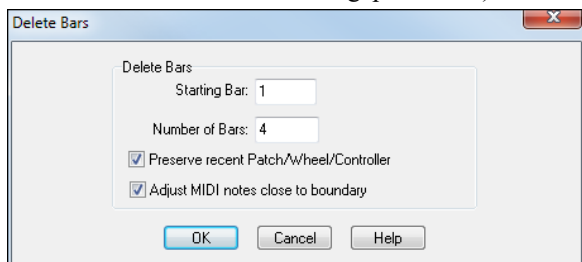 Delete Bars
Delete Bars
Starting Bar: 1
Number of Bars: 4
Preserve recent Patch/Wheel/Controller
Adjust MIDI notes close to boundary
OK Cancel Help